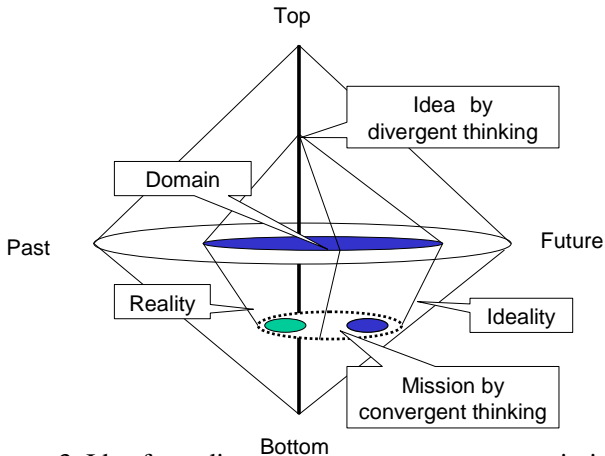 Top
Idea by
divergent thinking
Domain
Past
Future
Reality
Ideality
Mission by
convergent thinking
Bottom